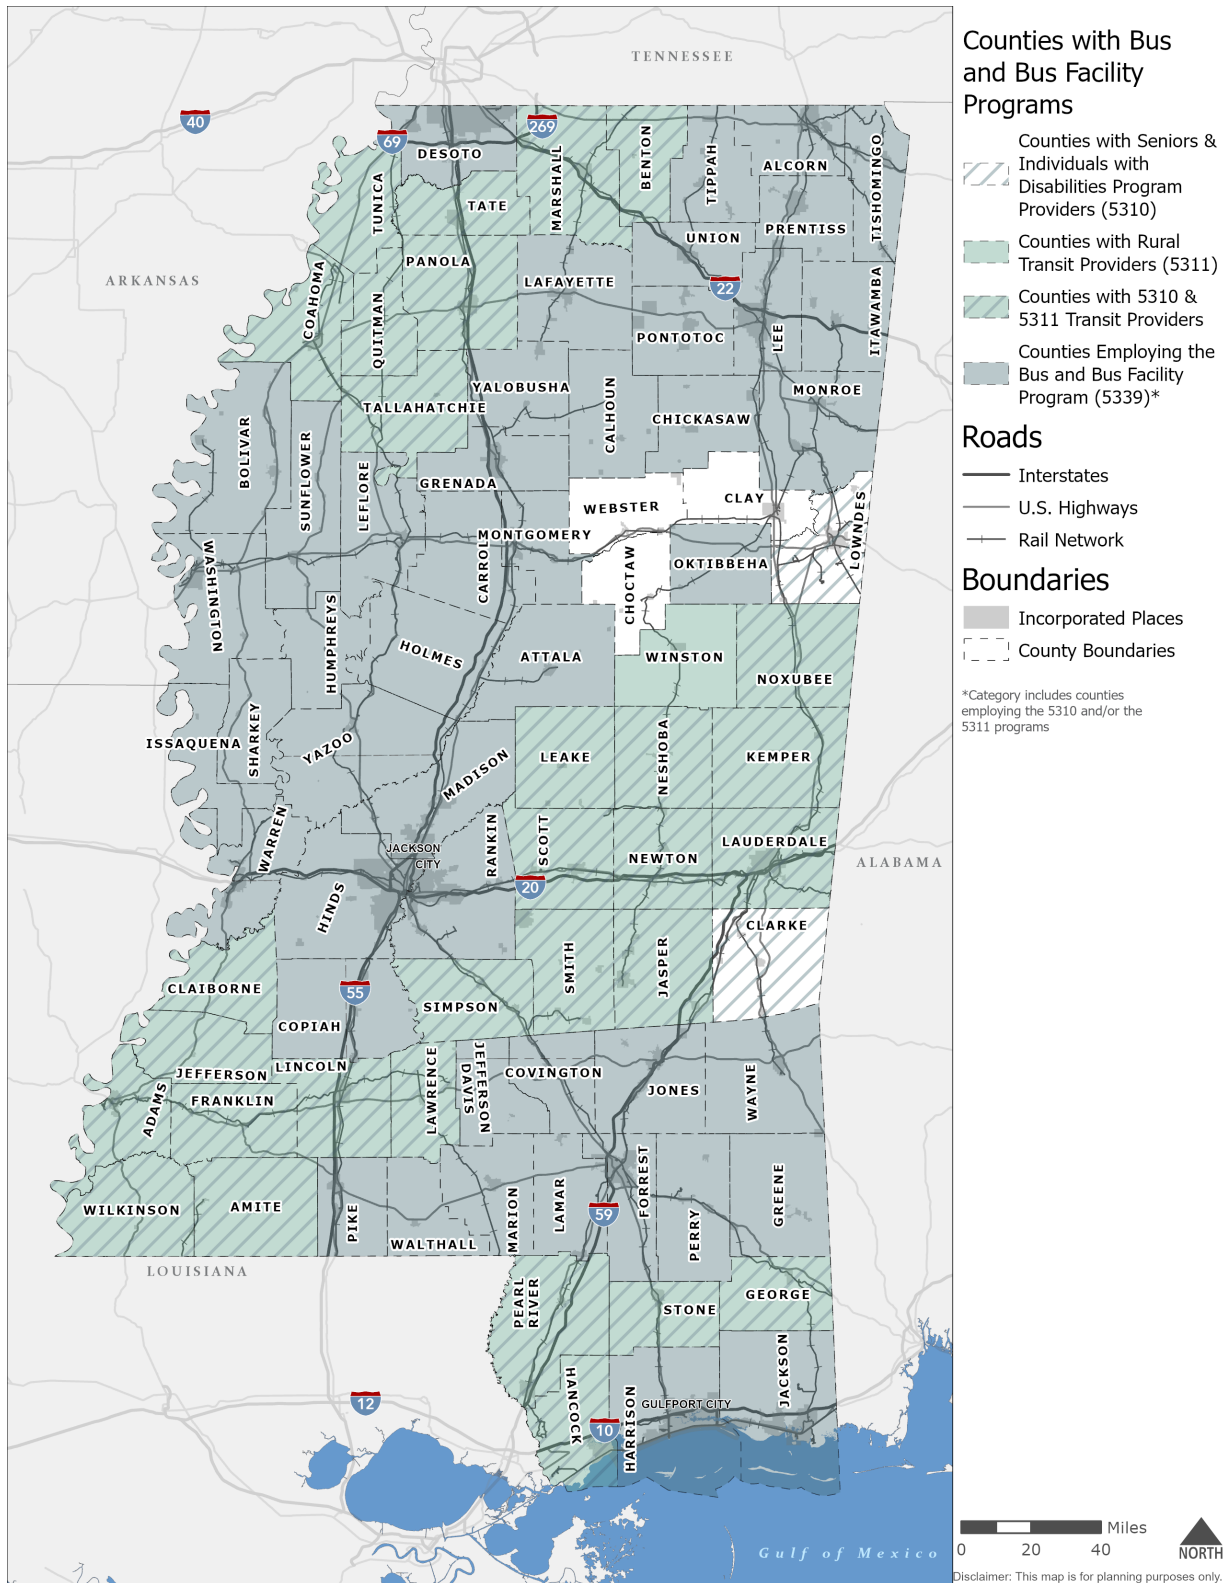 TENNESSEE
40
69
269
DESOTO
BENTON
TIPPAH
ALCORN
TISHOMINGO
MARSHALL
TUNICA
TATE
PRENTISS
UNION
PANOLA
ARKANSAS
LAFAYETTE
22
COAHOMA
QUITMAN
PONTOTOC
LEE
ITAWAMBA
YALOBUSHA
MONROE
TALLAHATCHIE
CALHOUN
CHICKASAW
BOLIVAR
SUNFLOWER
LEFLORE
GRENADA
CLAY
WEBSTER
LOWNDES
MONTGOMERY
CARROLL
OKTIBBEHA
WASHINGTON
CHOCTAW
HUMPHREYS
HOLMES
ATTALA
WINSTON
NOXUBEE
ISSAQUENA
SHARKEY
YAZOO
LEAKE
NESHOBA
KEMPER
MADISON
WARREN
RANKIN
SCOTT
LAUDERDALE
JACKSON
CITY
NEWTON
ALABAMA
20
HINDS
CLARKE
SMITH
JASPER
CLAIBORNE
55
SIMPSON
COPIAH
LINCOLN
JEFFERSON
LAWRENCE
JEFFERSON
DAVIS
COVINGTON
JONES
WAYNE
FRANKLIN
ADAMS
WILKINSON
AMITE
PIKE
WALTHALL
MARION
LAMAR
59
FORREST
PERRY
GREENE
LOUISIANA
PEARL
RIVER
STONE
GEORGE
HANCOCK
HARRISON
JACKSON
GULFPORT CITY
12
10
Gulf of Mexico
Counties with Bus
and Bus Facility
Programs
Counties with Seniors &
Individuals with
Disabilities Program
Providers (5310)
Counties with Rural
Transit Providers (5311)
Counties with 5310 &
5311 Transit Providers
Counties Employing the
Bus and Bus Facility
Program (5339)*
Roads
Interstates
U.S. Highways
Rail Network
Boundaries
Incorporated Places
County Boundaries
*Category includes counties
employing the 5310 and/or the
5311 programs
Miles
0 20 40
NORTH
Disclaimer: This map is for planning purposes only.